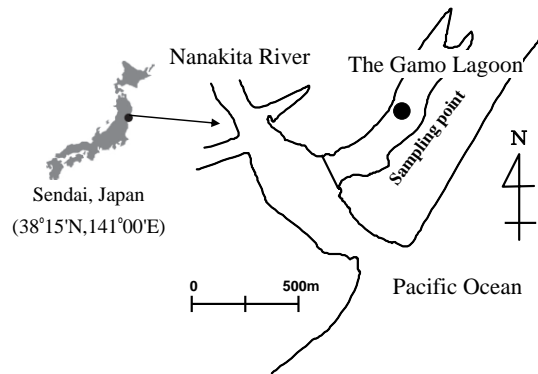 Nanakita River
The Gamo Lagoon
Sampling point
N
Sendai, Japan
(38°15'N,141°00'E)
0 500m
Pacific Ocean